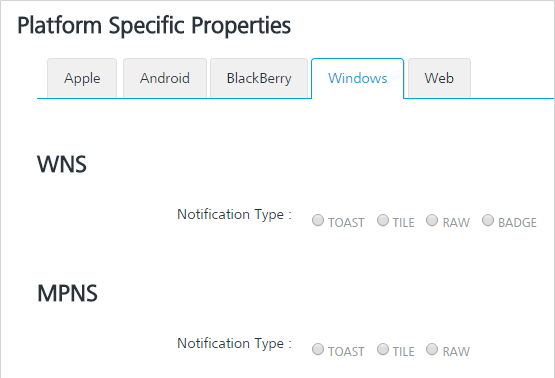 Platform Specific Properties
Apple Android BlackBerry Windows Web
WNS
Notification Type : TOAST TILE RAW BADGE
MPNS
Notification Type : TOAST TILE RAW